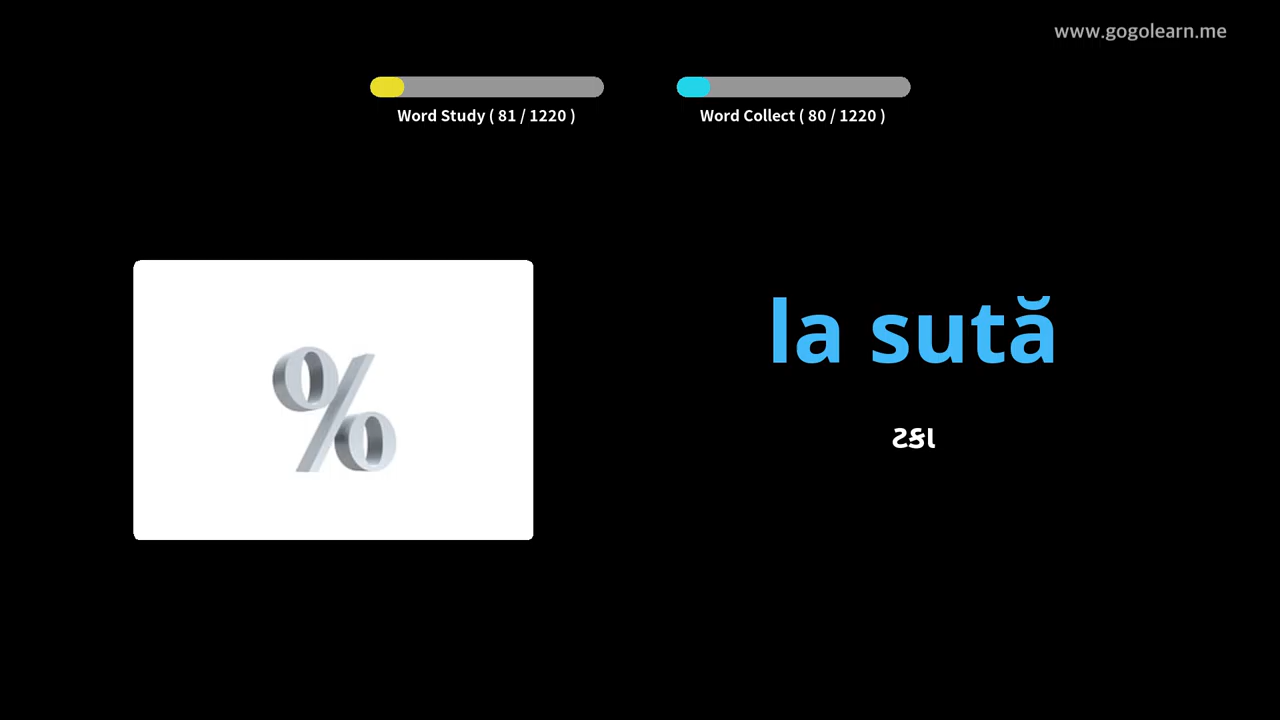 www.gogolearn.me
Word Study ( 81 / 1220 )
Word Collect ( 80 / 1220 )
%
la sută
ટકા